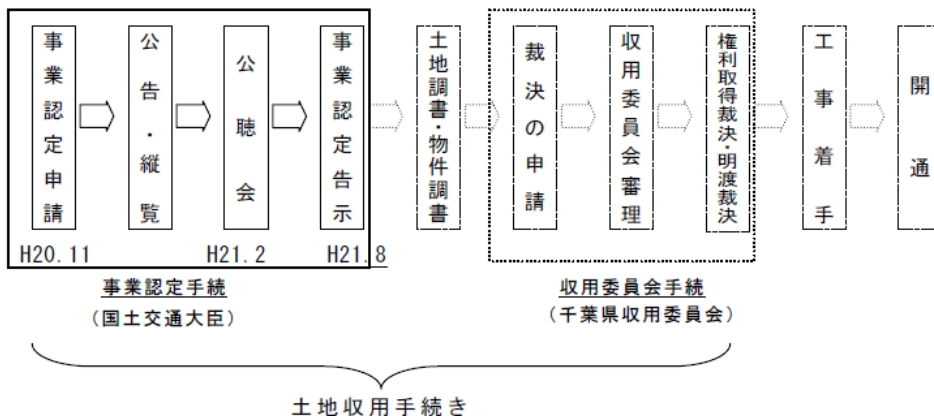 事業認定申請
公告・縦覧
公聴会
事業認定告示
土地調書・物件調書
裁決の申請
収用委員会審理
権利取得裁決・明渡裁決
工事着手
開通
H20.11
H21.2
H21.8
事業認定手続
（国土交通大臣）
収用委員会手続
（千葉県収用委員会）
土地収用手続き